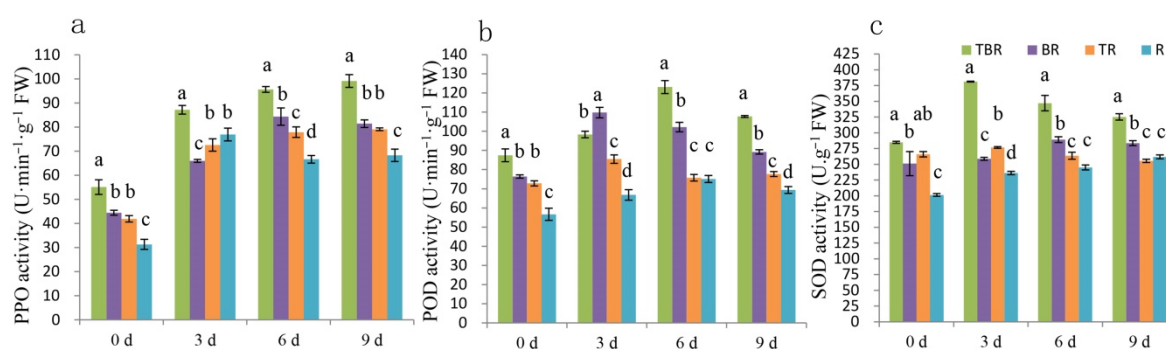 a
PPO activity (U·min⁻¹·g⁻¹ FW)
110
100
90
80
70
60
50
40
30
20
10
0
a b b c
a c b b
a b c d
a b b c
0 d 3 d 6 d 9 d
b
POD activity (U·min⁻¹·g⁻¹ FW)
140
130
120
110
100
90
80
70
60
50
40
30
20
10
0
a b b c
b a c d
a b c c
a b c d
0 d 3 d 6 d 9 d
c
TBR BR TR R
SOD activity (U.g⁻¹ FW)
425
400
375
350
325
300
275
250
225
200
175
150
125
100
75
50
25
0
a b ab c
a c b d
a b c c
a b c c
0 d 3 d 6 d 9 d